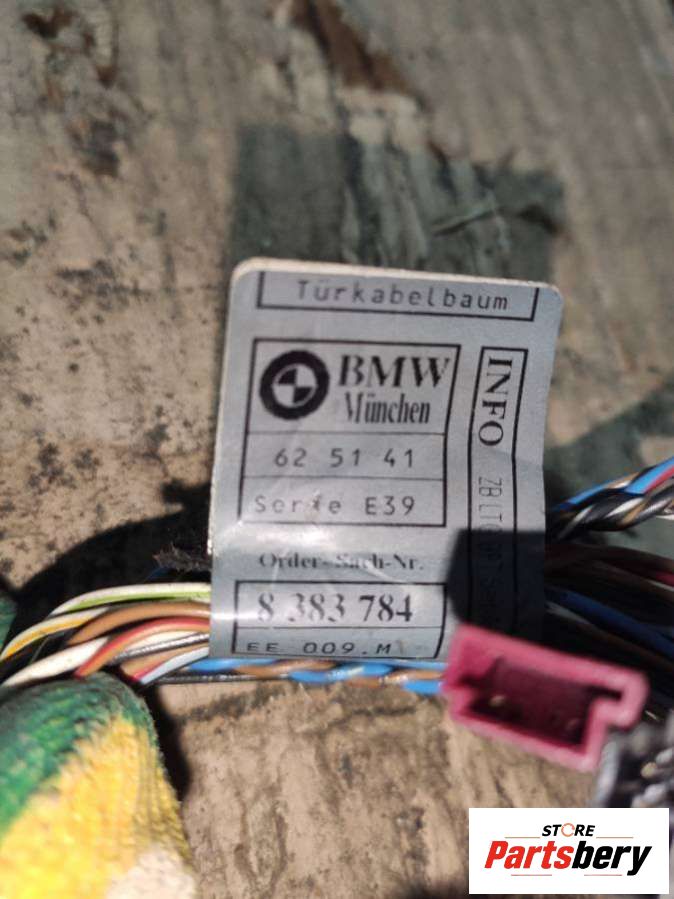 Türkabelbaum
BMW
München
62 51 41
Serie E39
Order-Sach-Nr.
8 383 784
EE 009.M
INFO
STORE
Partsbery